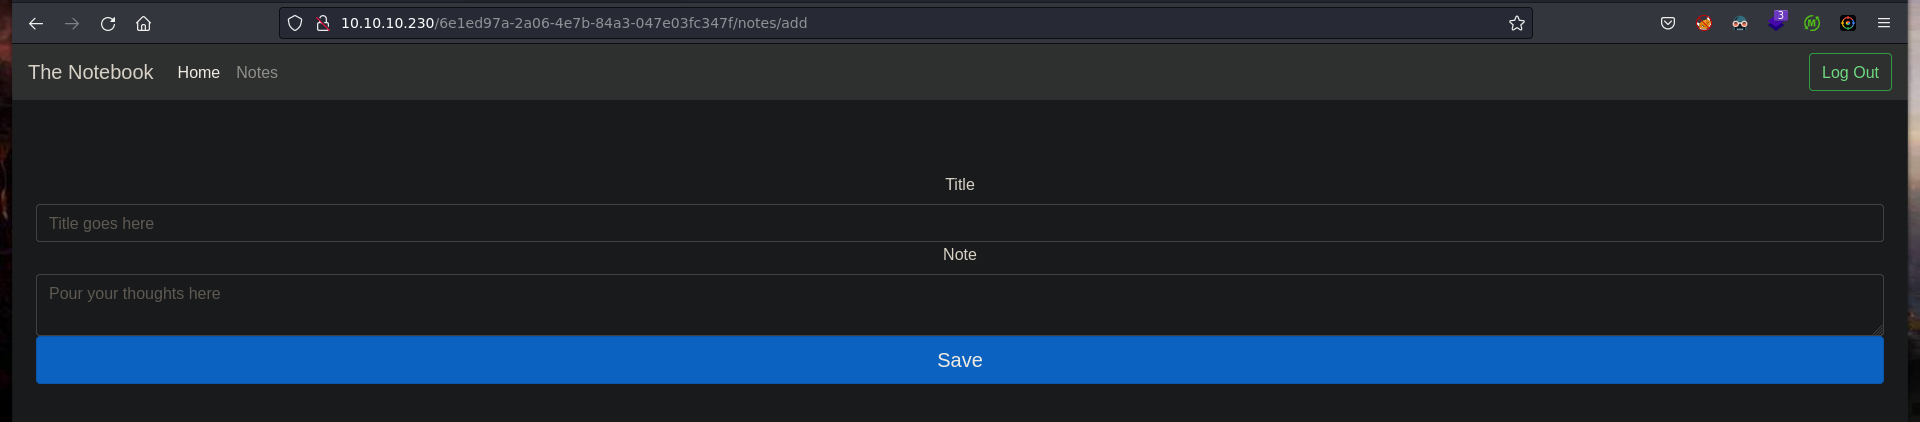 10.10.10.230/6e1ed97a-2a06-4e7b-84a3-047e03fc347f/notes/add
3
The Notebook Home Notes Log Out
Title
Title goes here
Note
Pour your thoughts here
Save